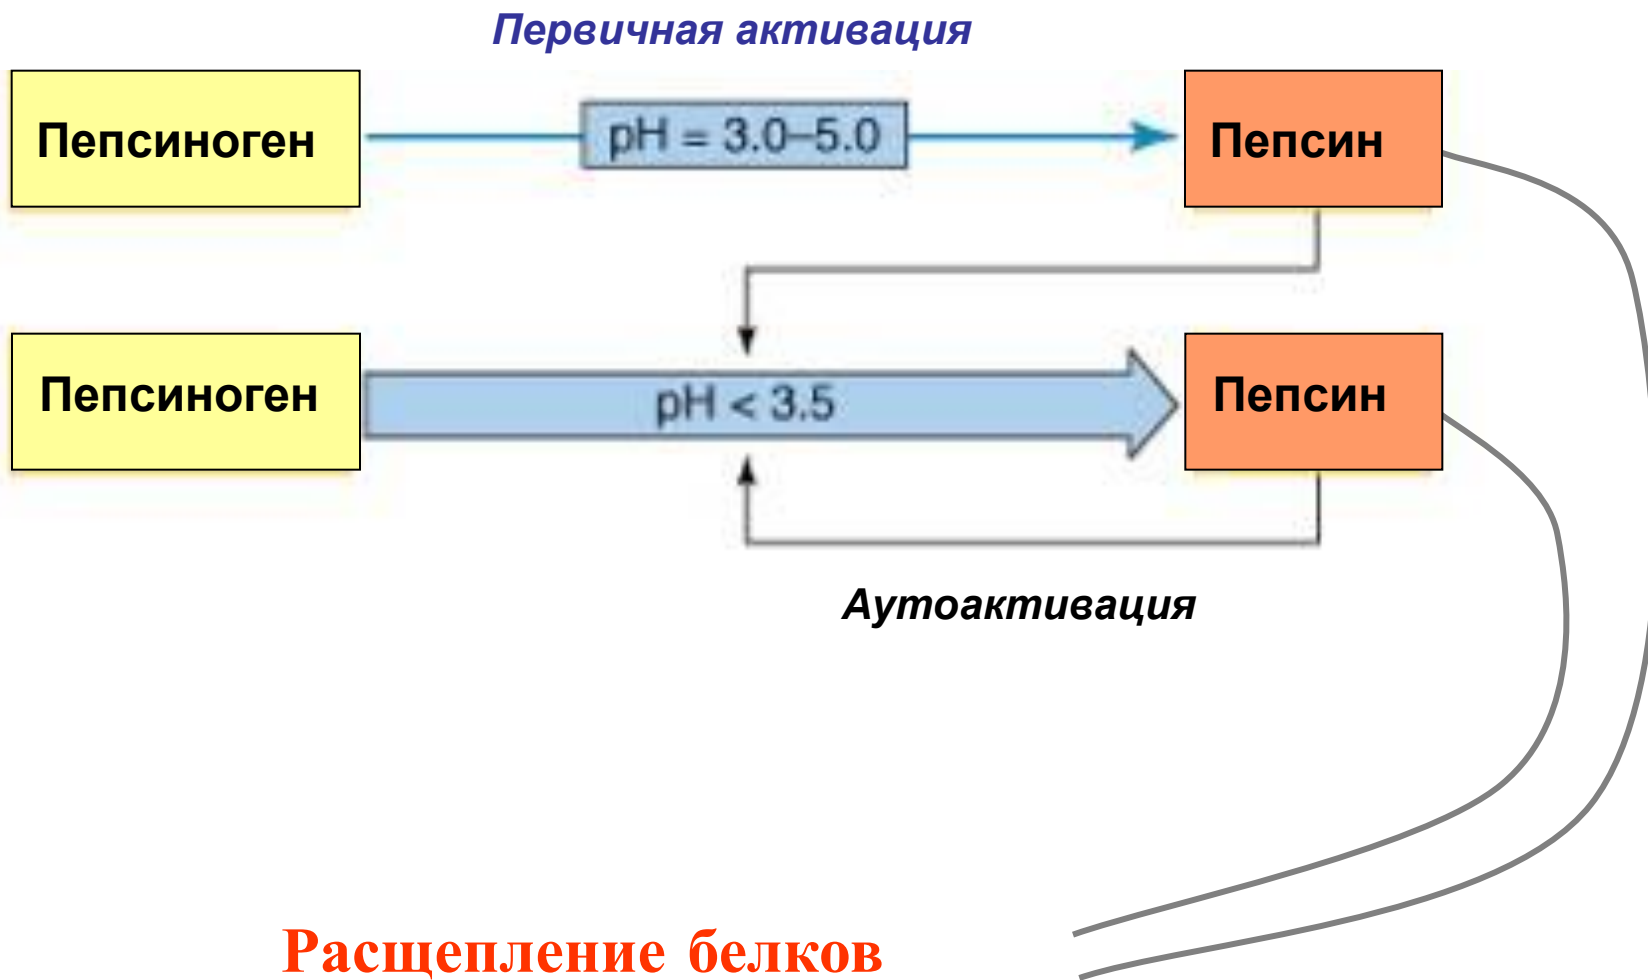 Первичная активация
Пепсиноген
pH = 3.0–5.0
Пепсин
Пепсиноген
pH < 3.5
Пепсин
Аутоактивация
Расщепление белков